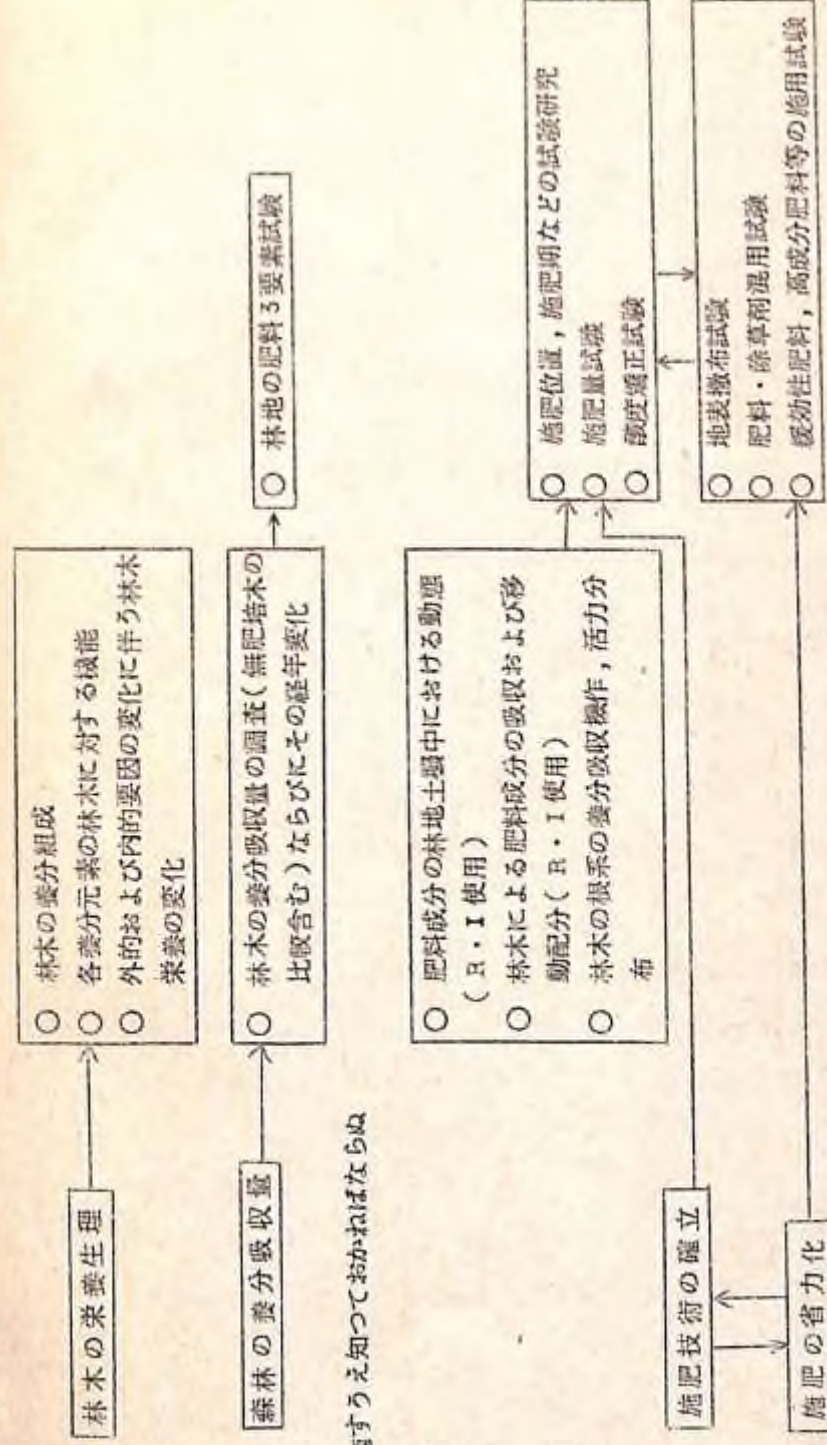 林木の栄養生理
○ 林木の養分組成
○ 各養分元素の林木に対する機能
○ 外的および内的要因の変化に伴う林木
栄養の変化
森林の養分吸収量
○ 林木の養分吸収量の調査(無肥培木の
比較含む)ならびにその経年変化
○ 林地の肥料3要素試験
すうえ知つておかねばならぬ
○ 肥料成分の林地土壌中における動態
(R・I使用)
○ 林木による肥料成分の吸収および移
動配分(R・I使用)
○ 林木の根系の養分吸収操作,活力分
布
○ 施肥位置,施肥期などの試験研究
○ 施肥量試験
○ 酸度矯正試験
施肥技術の確立
施肥の省力化
○ 地表撒布試験
○ 肥料・除草剤混用試験
○ 緩効性肥料,高成分肥料等の施用試験